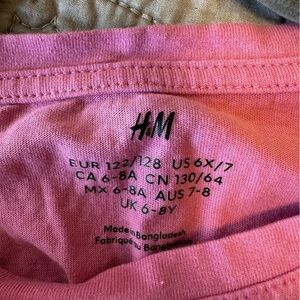 H&M
EUR 122/128 US 6X/7
CA 6-8A CN 130/64
MX 6-8A AUS 7-8
UK 6-8Y
Made in Bangladesh
Fabriqué au Bangladesh